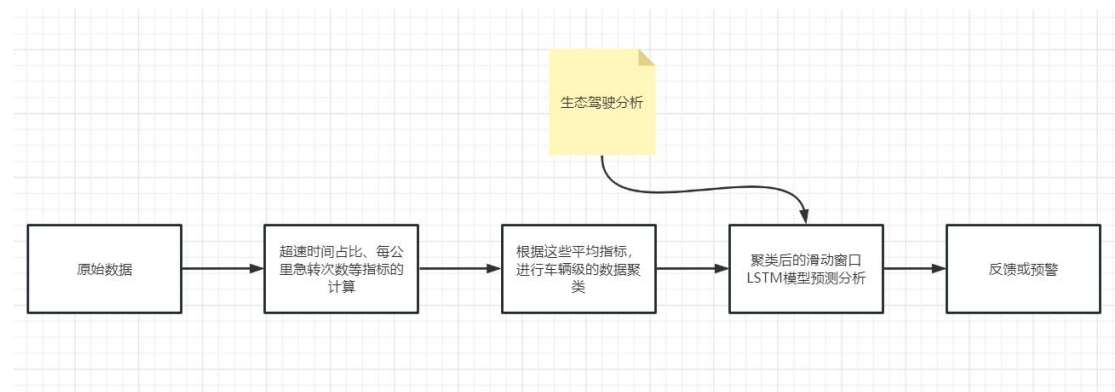 生态驾驶分析
原始数据
超速时间占比、每公
里急转次数等指标的
计算
根据这些平均指标，
进行车辆级的数据聚
类
聚类后的滑动窗口
LSTM模型预测分析
反馈或预警